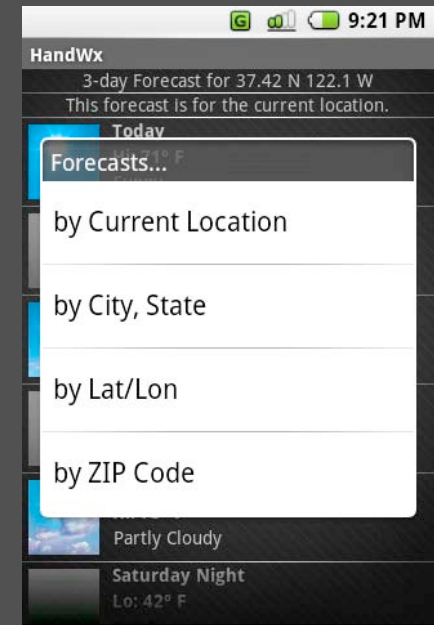 G 9:21 PM
HandWx
3-day Forecast for 37.42 N 122.1 W
This forecast is for the current location.
Today
Forecasts...
by Current Location
by City, State
by Lat/Lon
by ZIP Code
Partly Cloudy
Saturday Night
Lo: 42° F